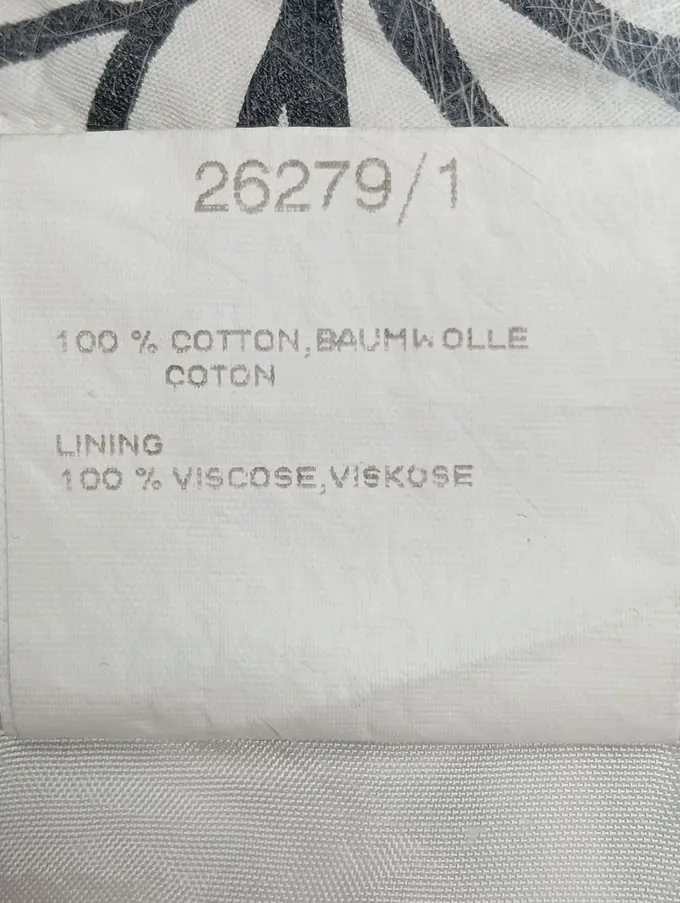 26279/1
100 % COTTON,BAUMWOLLE
COTON
LINING
100 % VISCOSE,VISKOSE